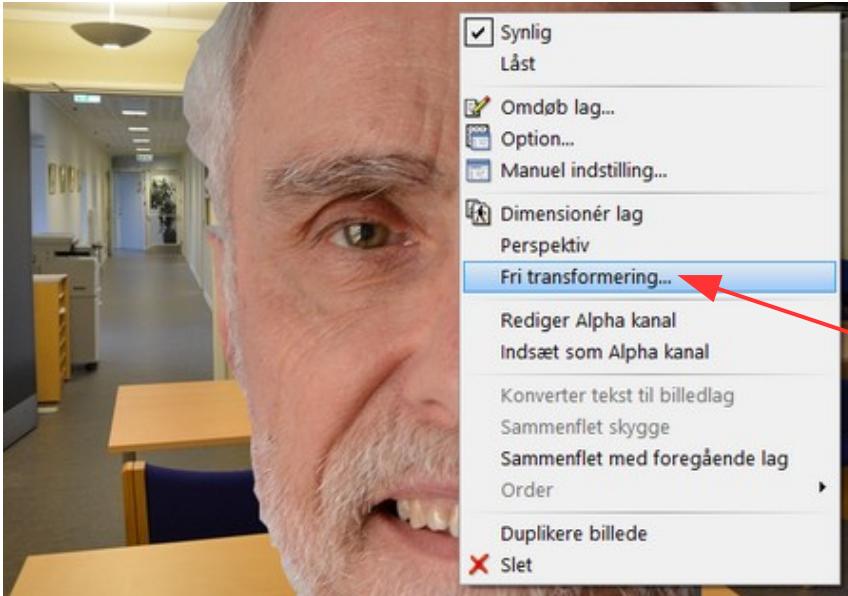 Synlig
Låst
Omdøb lag...
Option...
Manuel indstilling...
Dimensionér lag
Perspektiv
Fri transformering...
Rediger Alpha kanal
Indsæt som Alpha kanal
Konverter tekst til billedlag
Sammenflet skygge
Sammenflet med foregående lag
Order
Duplikere billede
Slet